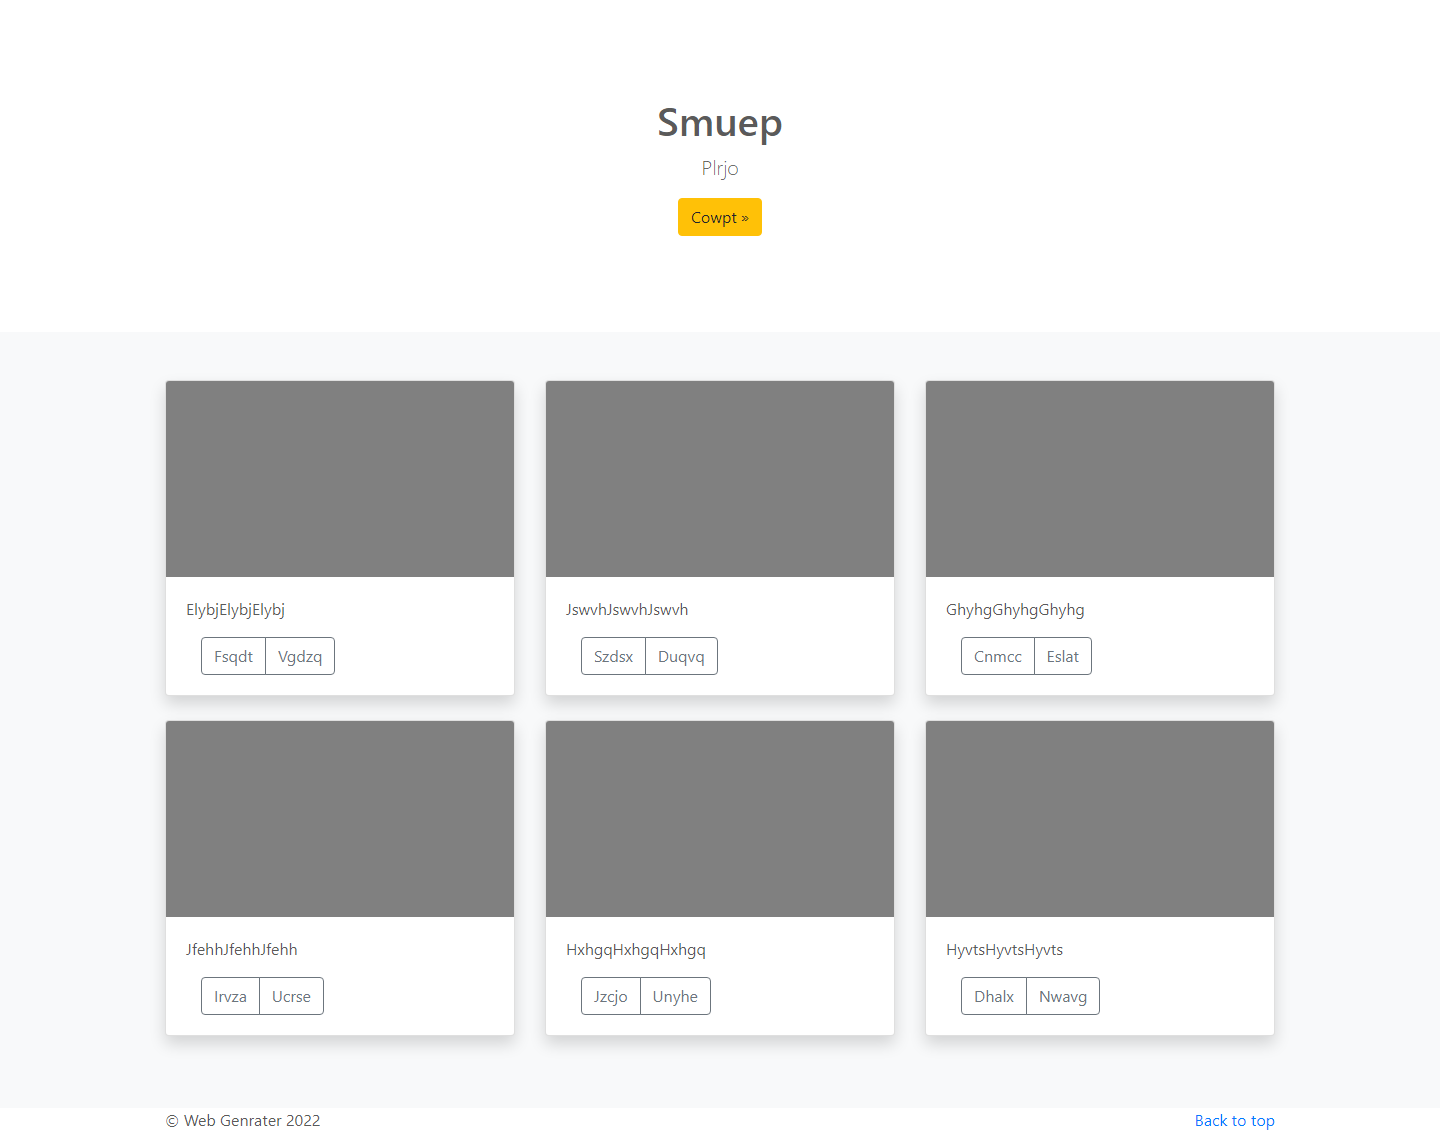 Smuep
Plrjo
Cowpt »
ElybjElybjElybj
Fsqdt Vgdzq
JswvhJswvhJswvh
Szdsx Duqvq
GhyhgGhyhgGhyhg
Cnmcc Eslat
JfehhJfehhJfehh
Irvza Ucrse
HxhgqHxhgqHxhgq
Jzcjo Unyhe
HyvtsHyvtsHyvts
Dhalx Nwavg
© Web Genrater 2022
Back to top